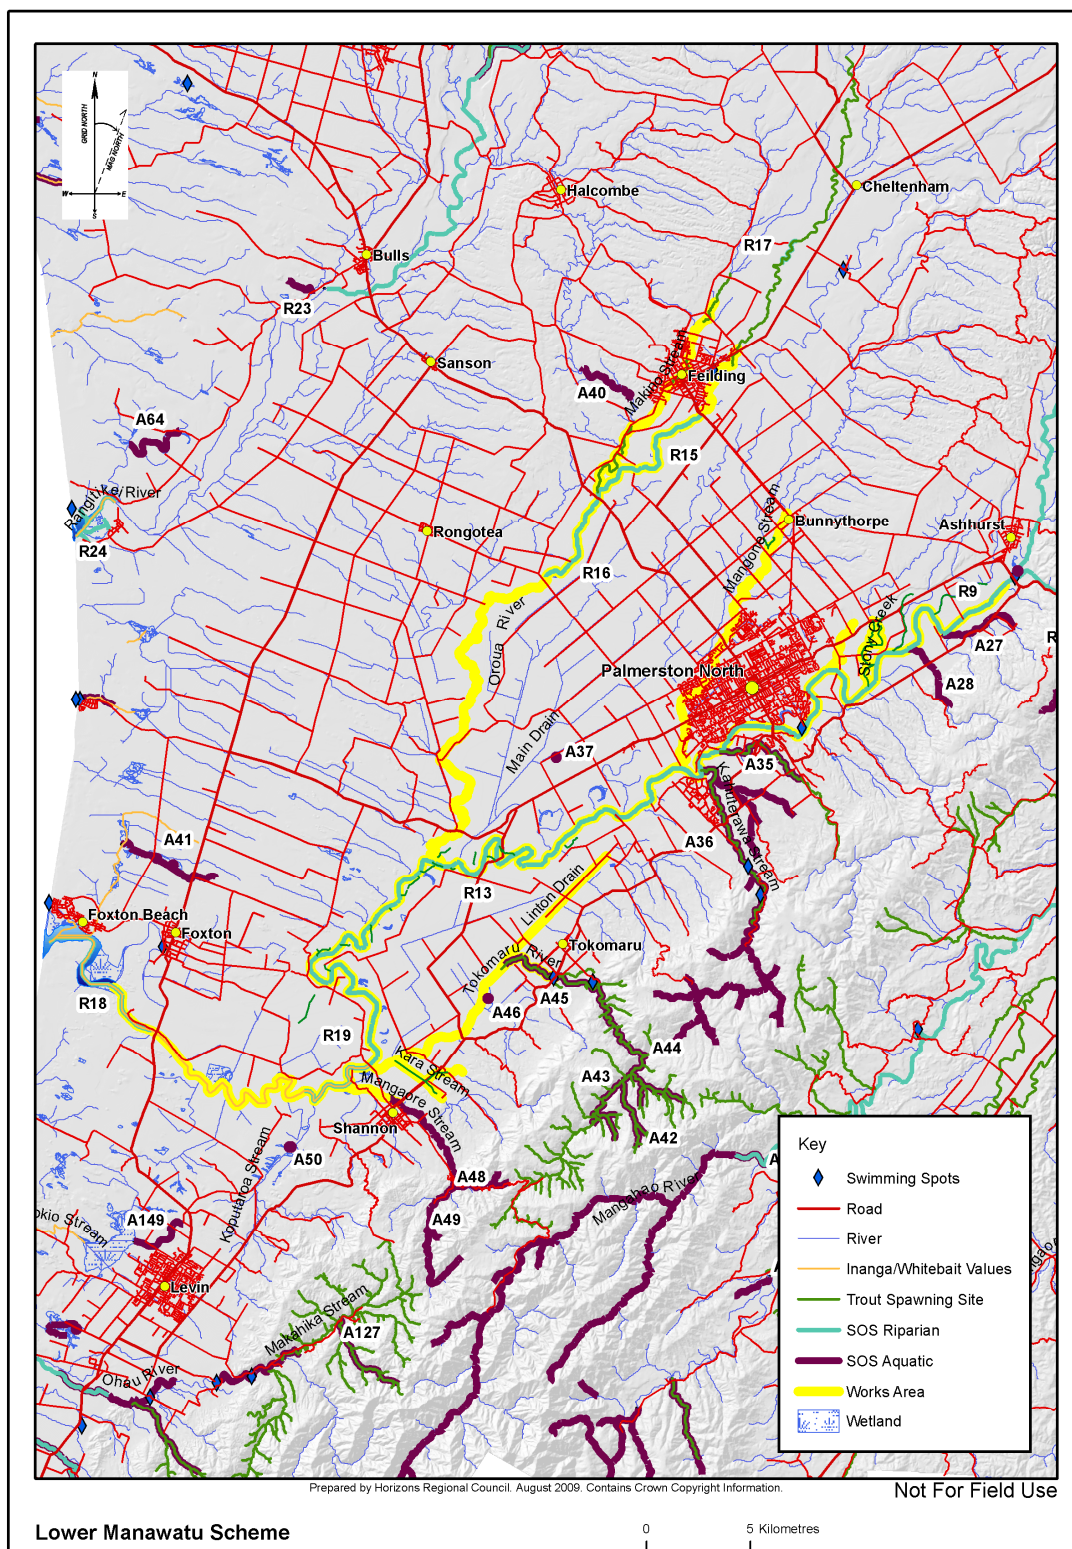 N
GRID NORTH
MAG NORTH
W
E
S
Halcombe
Cheltenham
R17
Bulls
R23
Sanson
Makino Stream
Feilding
A40
A64
R15
Rangitikei River
R24
Mangone Stream
Bunnythorpe
Ashhurst
Rongotea
R16
R9
Oroua River
Stony Creek
A27
Palmerston North
A28
Main Drain
A37
A35
Kahuterawa Stream
A41
A36
R13
Linton Drain
Foxton Beach
Foxton
Tokomaru
Tokomaru River
R18
A45
A46
R19
Kara Stream
A44
A43
Mangaore Stream
Shannon
A42
A50
Koputaroa Stream
A48
Mangahao River
A149
A49
Levin
Makahika Stream
A127
Ohau River
Key
Swimming Spots
Road
River
Inanga/Whitebait Values
Trout Spawning Site
SOS Riparian
SOS Aquatic
Works Area
Wetland
Prepared by Horizons Regional Council. August 2009. Contains Crown Copyright Information.
Not For Field Use
Lower Manawatu Scheme
0
5 Kilometres